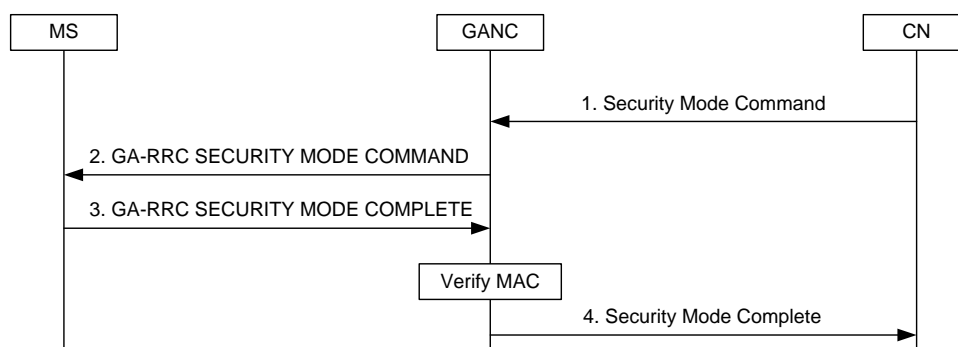 MS
GANC
CN
1. Security Mode Command
2. GA-RRC SECURITY MODE COMMAND
3. GA-RRC SECURITY MODE COMPLETE
Verify MAC
4. Security Mode Complete